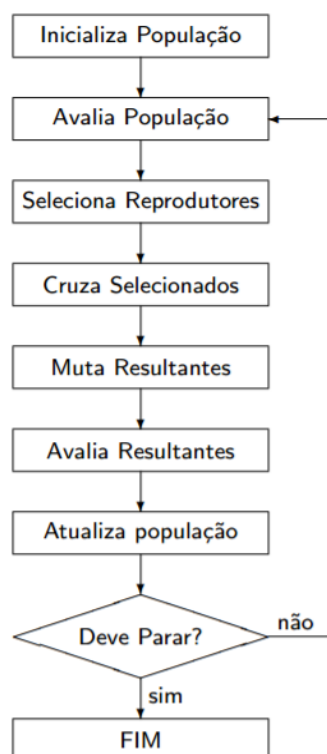 Inicializa População
Avalia População
Seleciona Reprodutores
Cruza Selecionados
Muta Resultantes
Avalia Resultantes
Atualiza população
Deve Parar?
não
sim
FIM